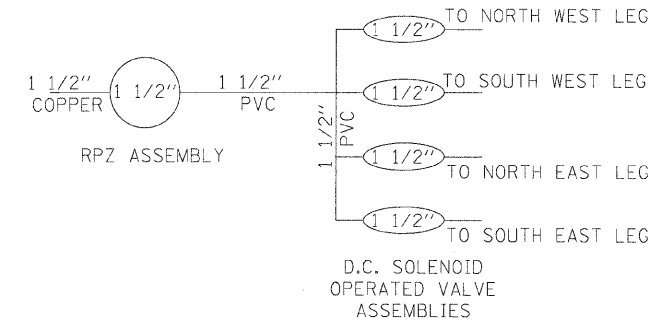 TO NORTH WEST LEG
1 1/2"
1 1/2"
COPPER
1 1/2"
1 1/2"
PVC
TO SOUTH WEST LEG
1 1/2"
1 1/2"
PVC
RPZ ASSEMBLY
1 1/2"
TO NORTH EAST LEG
1 1/2"
TO SOUTH EAST LEG
D.C. SOLENOID
OPERATED VALVE
ASSEMBLIES